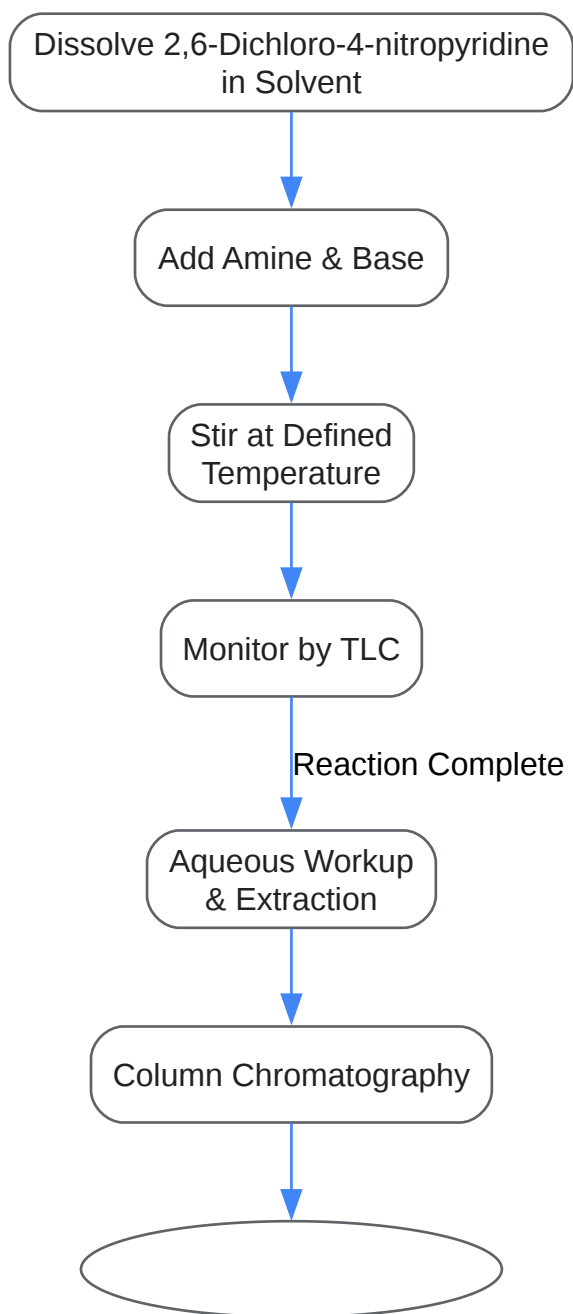 Dissolve 2,6-Dichloro-4-nitropyridine
in Solvent
Add Amine & Base
Stir at Defined
Temperature
Monitor by TLC
Reaction Complete
Aqueous Workup
& Extraction
Column Chromatography